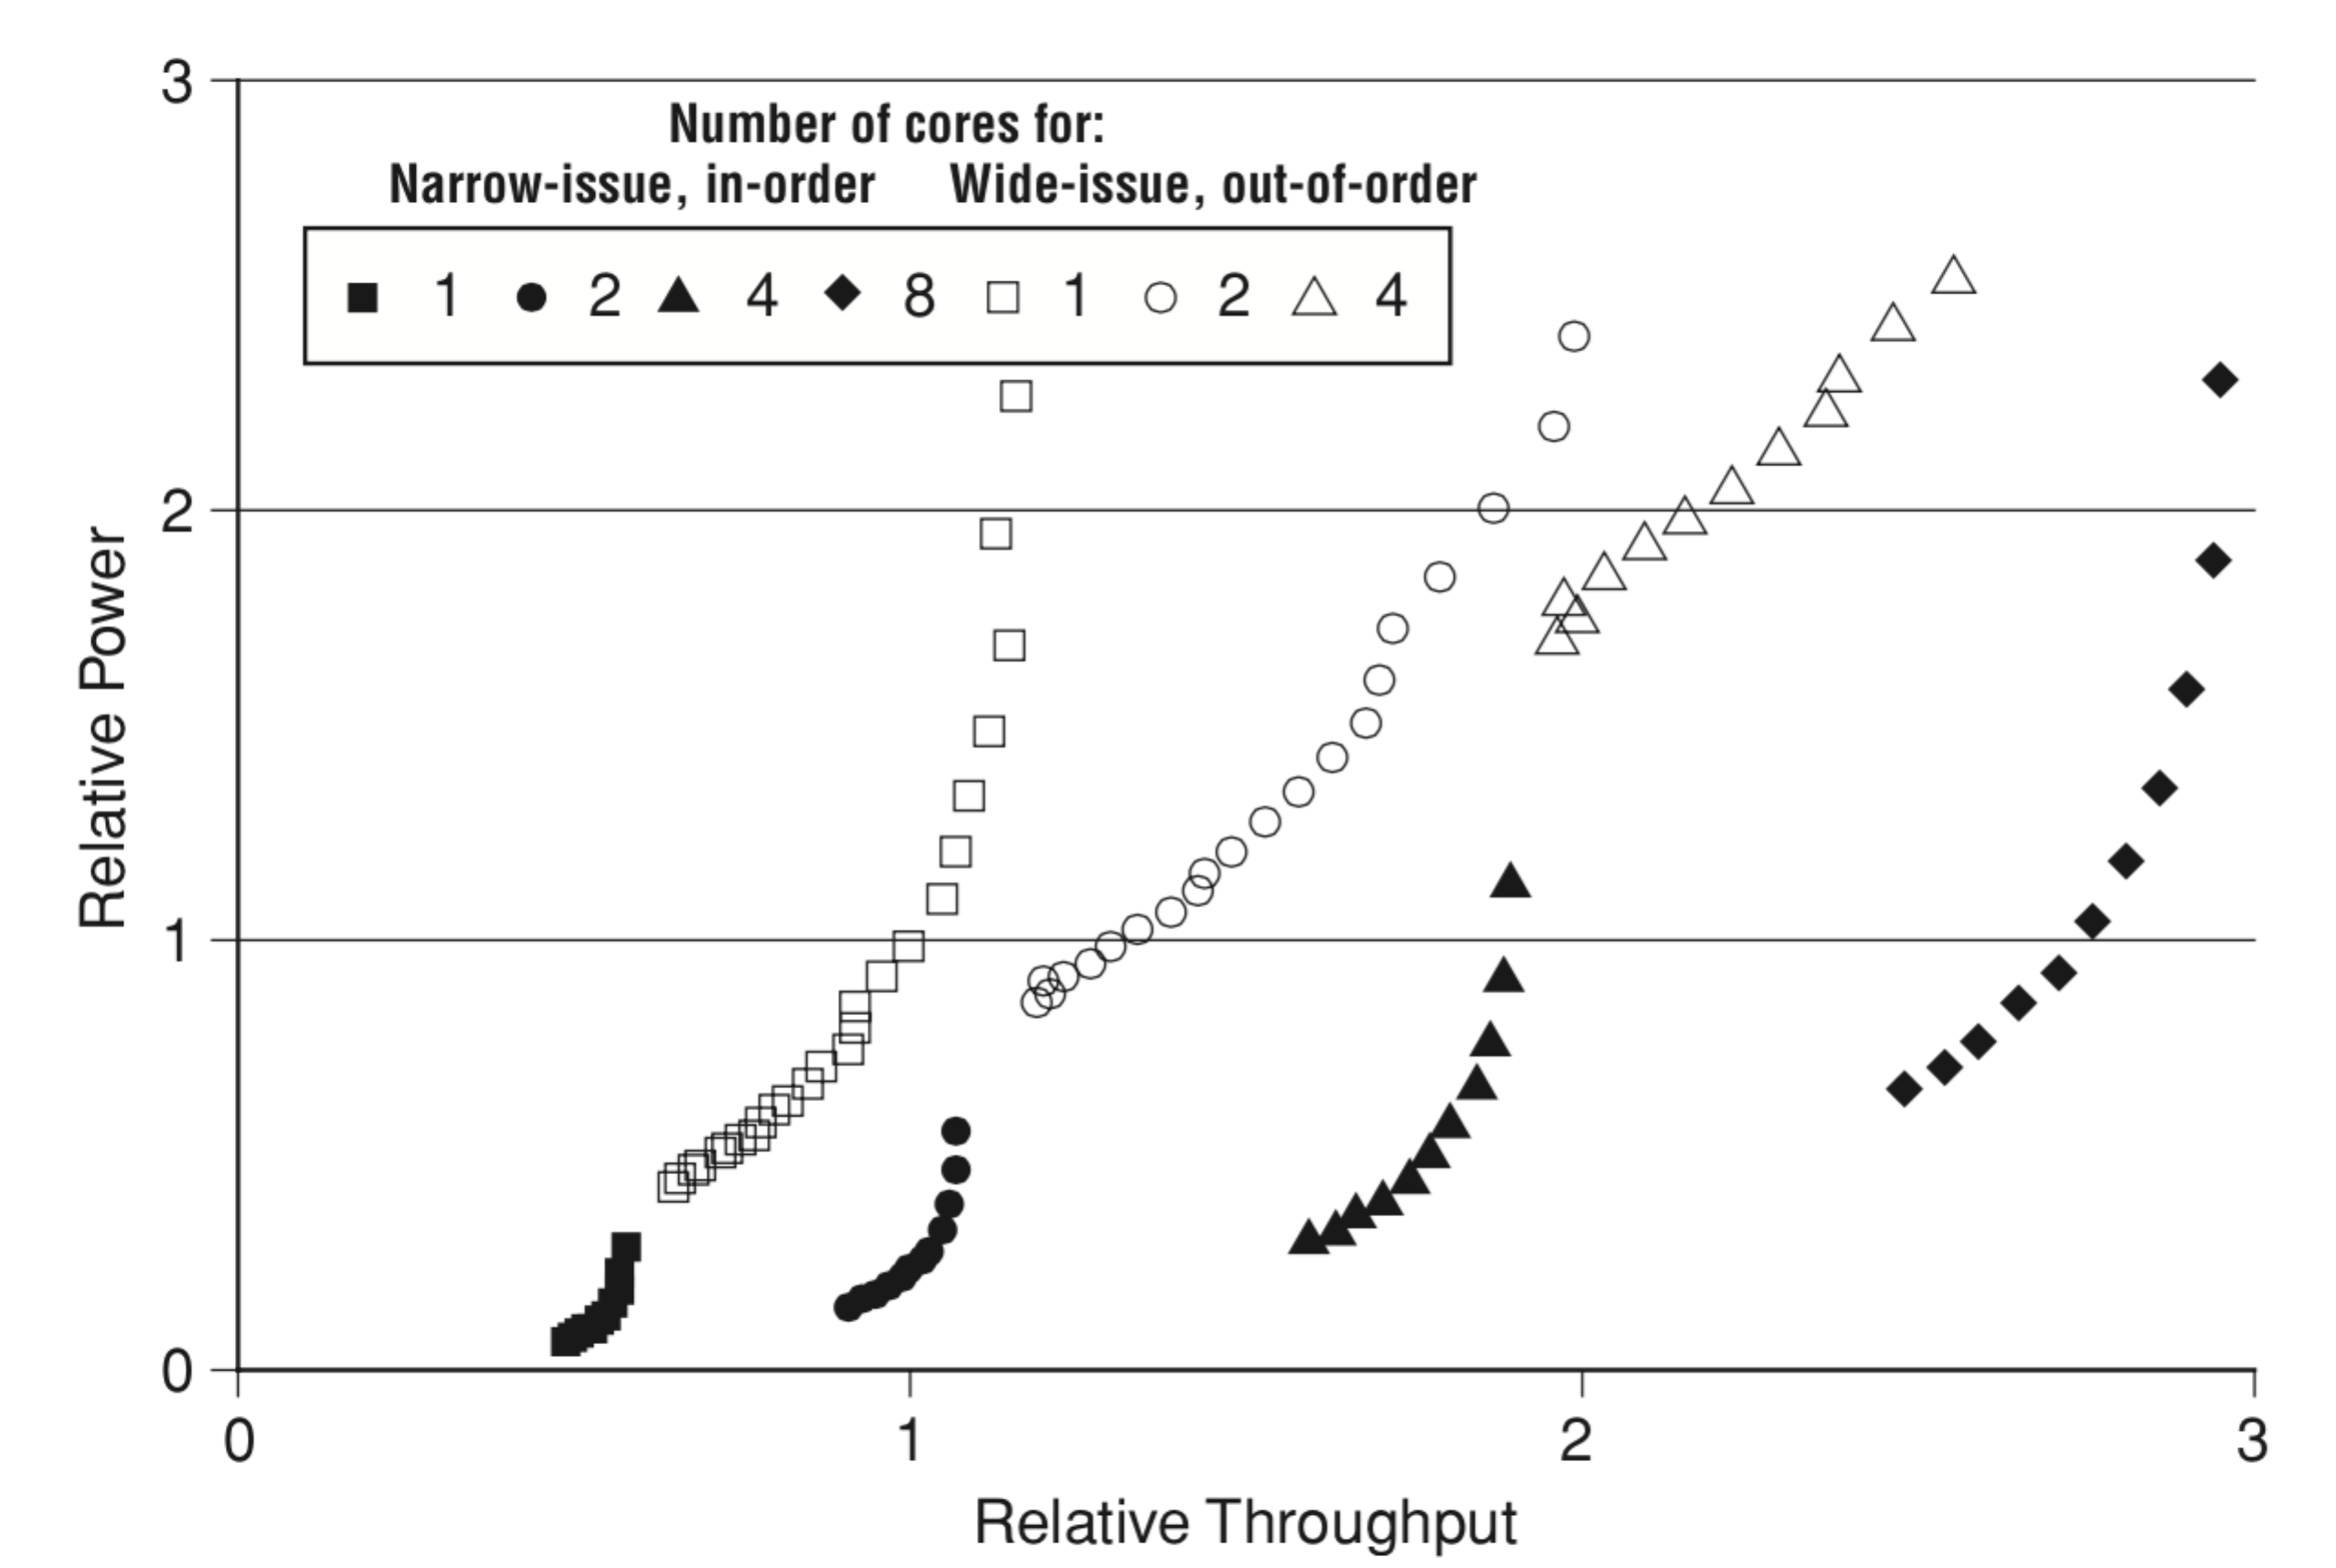 3
Number of cores for:
Narrow-issue, in-order Wide-issue, out-of-order
1 2 4 8 1 2 4
2
Relative Power
1
0
0 1 2 3
Relative Throughput